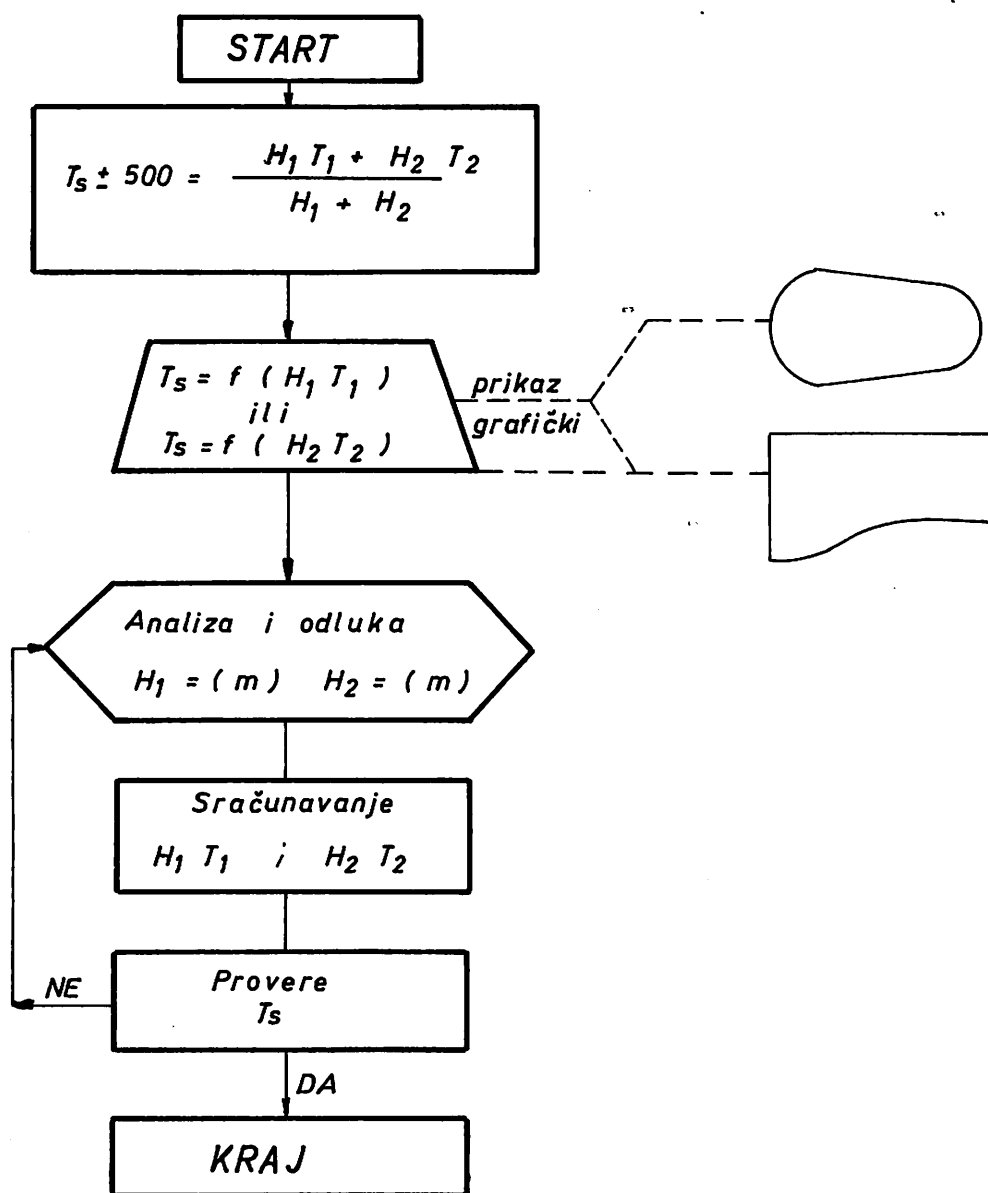 START
T₂
H₁ T₁ + H₂
Ts ± 500 =
H₁ + H₂
Ts = f ( H₁ T₁ )
ili
Ts = f ( H₂ T₂ )
prikaz
grafički
Analiza i odluka
H₁ = ( m ) H₂ = ( m )
Sračunavanje
H₁ T₁ i H₂ T₂
Provere
Ts
NE
DA
KRAJ